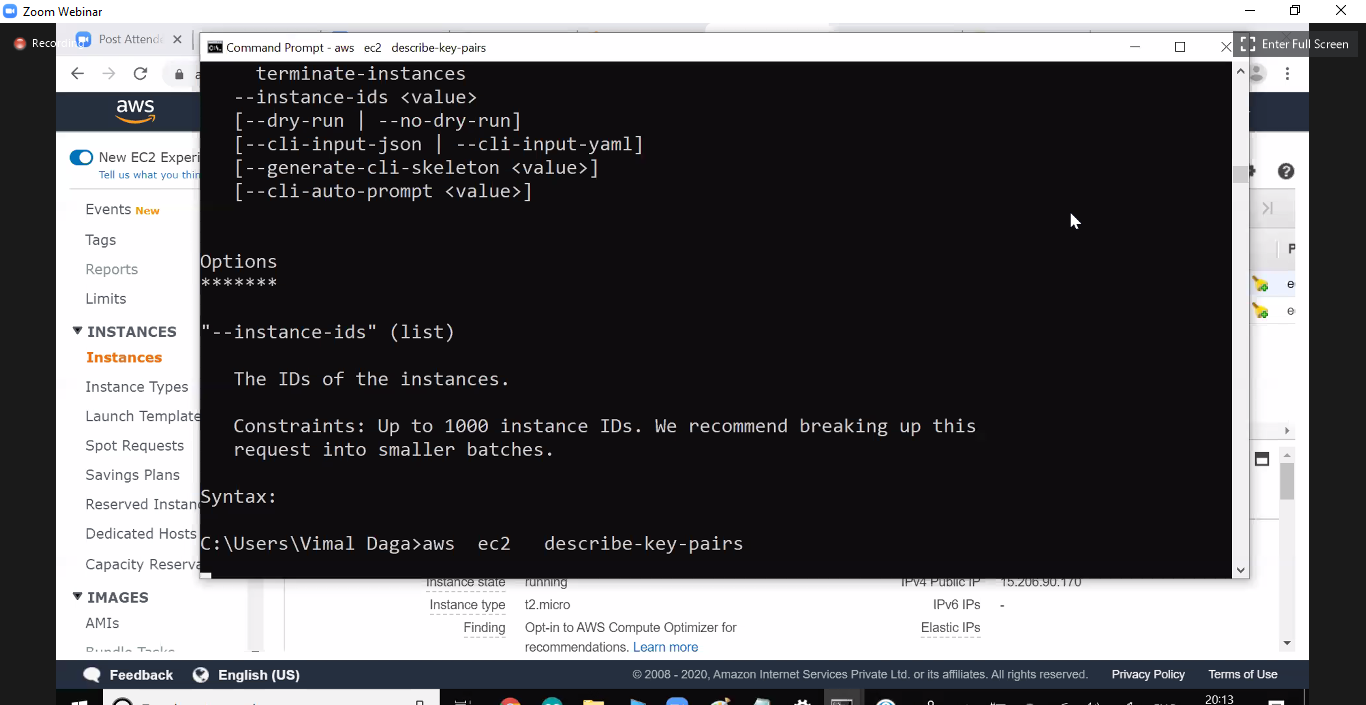 Zoom Webinar
Recording
Post Attend
Command Prompt - aws ec2 describe-key-pairs
Enter Full Screen
terminate-instances
--instance-ids <value>
[--dry-run | --no-dry-run]
[--cli-input-json | --cli-input-yaml]
[--generate-cli-skeleton <value>]
[--cli-auto-prompt <value>]
Options
*******
"--instance-ids" (list)
The IDs of the instances.
Constraints: Up to 1000 instance IDs. We recommend breaking up this
request into smaller batches.
Syntax:
C:\Users\Vimal Daga>aws ec2 describe-key-pairs
aws
New EC2 Experi
Tell us what you thin
Events New
Tags
Reports
Limits
INSTANCES
Instances
Instance Types
Launch Template
Spot Requests
Savings Plans
Reserved Instan
Dedicated Hosts
Capacity Reserva
IMAGES
AMIs
Bundle Tasks
Instance state running
IPv4 Public IP 15.206.90.170
Instance type t2.micro
IPv6 IPs -
Finding Opt-in to AWS Compute Optimizer for
recommendations. Learn more
Elastic IPs
Feedback English (US)
© 2008 - 2020, Amazon Internet Services Private Ltd. or its affiliates. All rights reserved. Privacy Policy Terms of Use
20:13